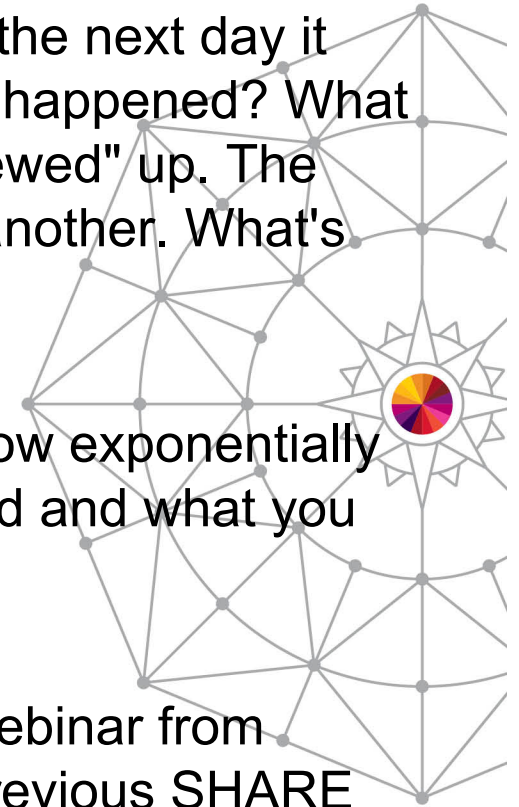 the next day it
happened? What
ewed" up. The
nother. What's
ow exponentially
d and what you
ebinar from
revious SHARE